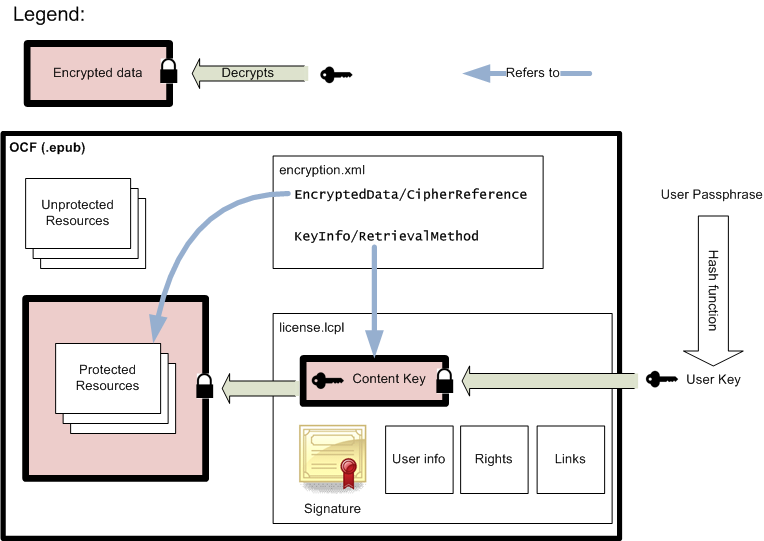 Legend:
Encrypted data
Decrypts
Refers to
OCF (.epub)
Unprotected
Resources
encryption.xml
EncryptedData/CipherReference
KeyInfo/RetrievalMethod
User Passphrase
Hash function
User Key
Protected
Resources
license.lcpl
Content Key
Signature
User info
Rights
Links